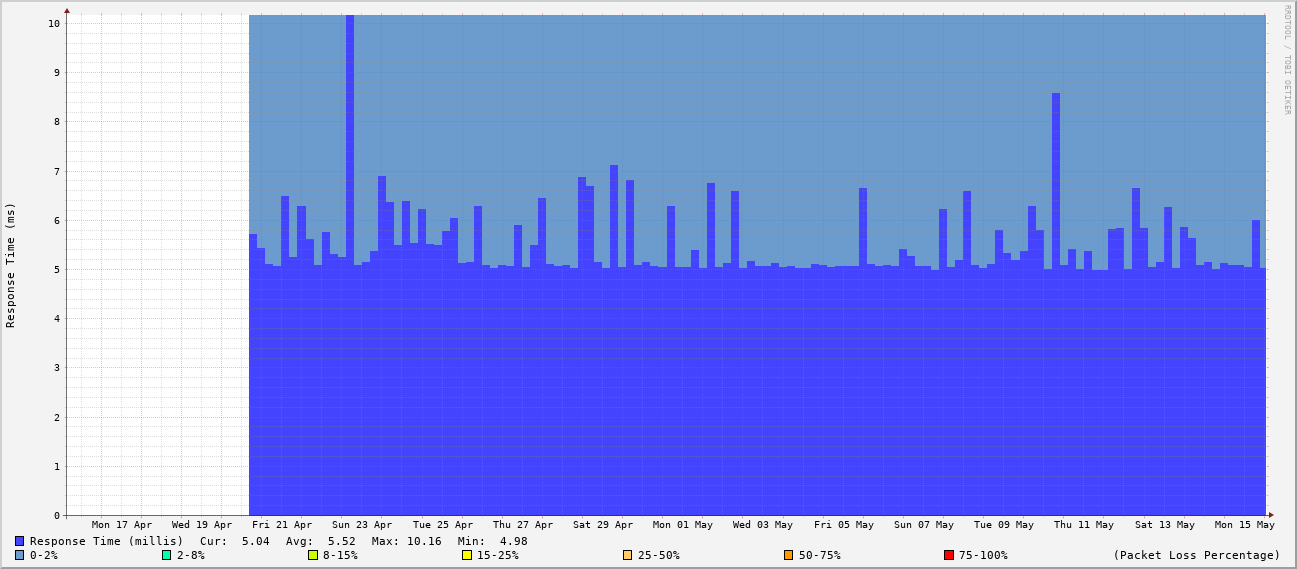 RRDTOOL / TOBI OETIKER
Response Time (ms)
10
9
8
7
6
5
4
3
2
1
0
Mon 17 Apr Wed 19 Apr Fri 21 Apr Sun 23 Apr Tue 25 Apr Thu 27 Apr Sat 29 Apr Mon 01 May Wed 03 May Fri 05 May Sun 07 May Tue 09 May Thu 11 May Sat 13 May Mon 15 May
Response Time (millis) Cur: 5.04 Avg: 5.52 Max: 10.16 Min: 4.98
0-2% 2-8% 8-15% 15-25% 25-50% 50-75% 75-100% (Packet Loss Percentage)